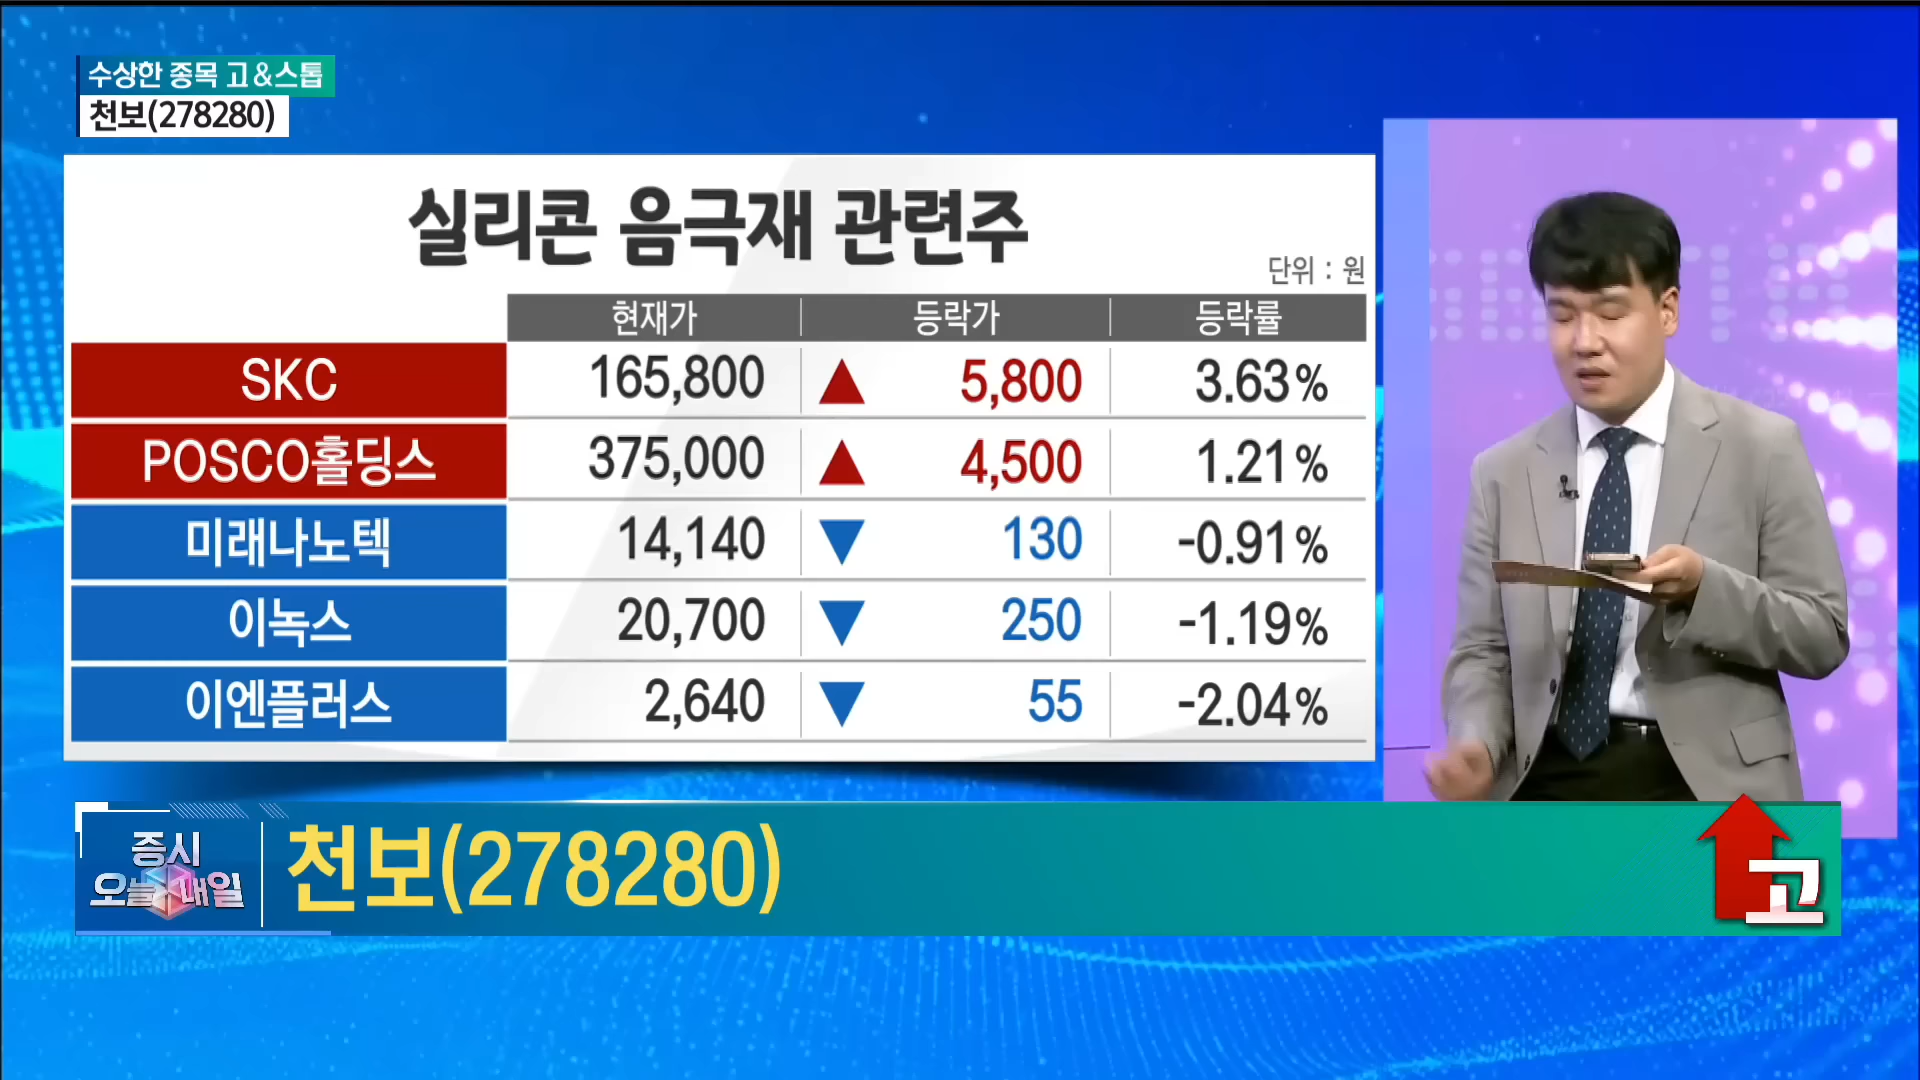 수상한 종목 고&스톱
천보(278280)
실리콘 음극재 관련주
단위 : 원
현재가 등락가 등락률
SKC 165,800 ▲ 5,800 3.63%
POSCO홀딩스 375,000 ▲ 4,500 1.21%
미래나노텍 14,140 ▼ 130 -0.91%
이녹스 20,700 ▼ 250 -1.19%
이엔플러스 2,640 ▼ 55 -2.04%
증시
오늘 내일
천보(278280)
고